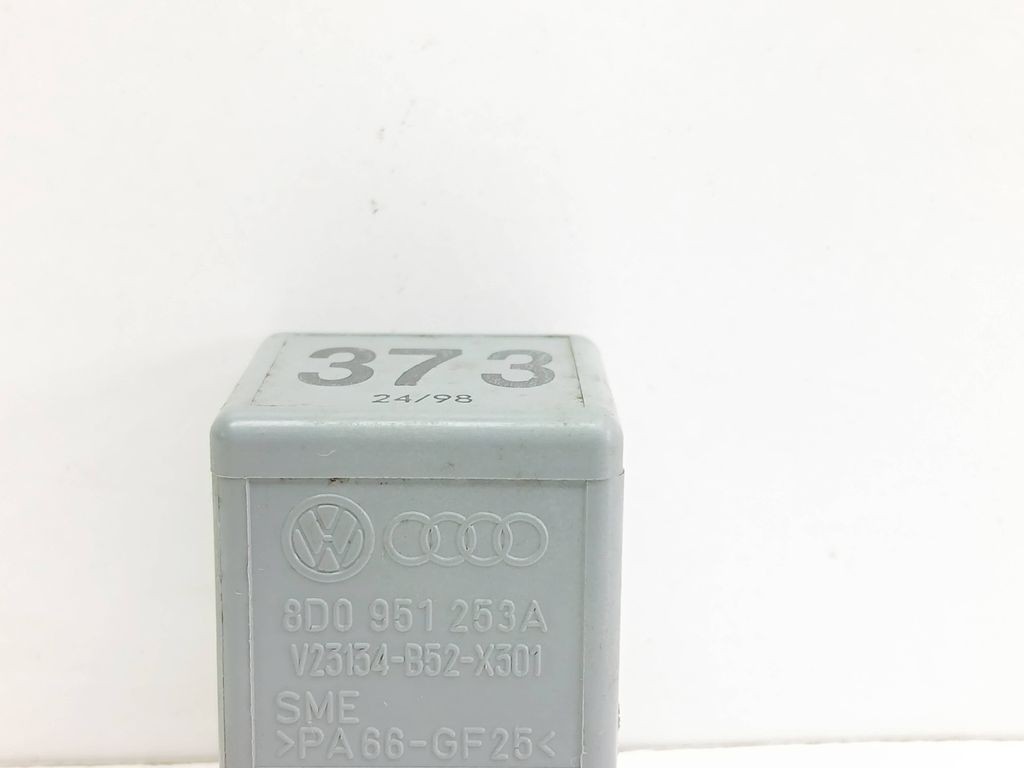 373
24/98
8D0 951 253A
V23134-B52-X301
SME
>PA66-GF25<